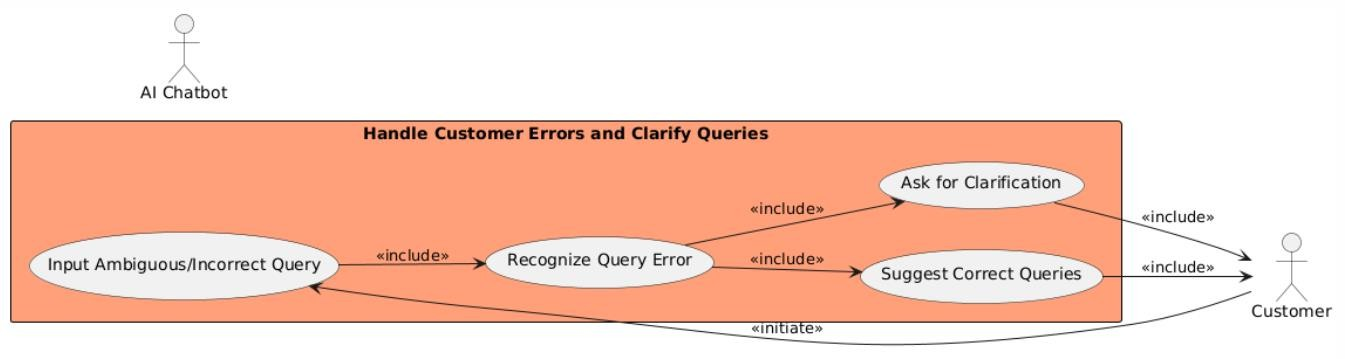 AI Chatbot
Handle Customer Errors and Clarify Queries
Ask for Clarification
«include»
«include»
Input Ambiguous/Incorrect Query
«include»
Recognize Query Error
«include»
Suggest Correct Queries
«include»
Customer
«initiate»